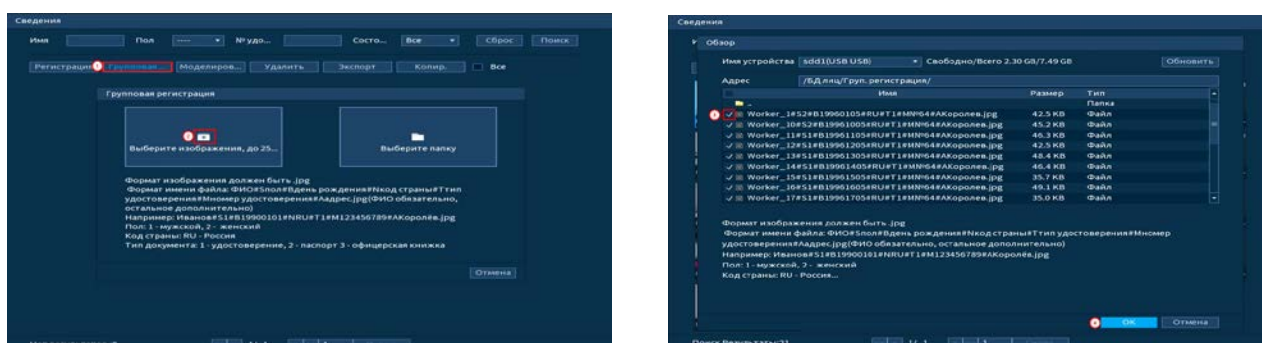 Сведения
Имя Пол ---- № удо... Состо... Все Сброс Поиск
Регистрация Групповая... Моделиров... Удалить Экспорт Копир. Все
Групповая регистрация
Выберите изображения, до 25...
Выберите папку
Формат изображения должен быть .jpg
Формат имени файла: ФИО#Sпол#Bдень рождения#Nкод страны#Tтип
удостоверения#Mномер удостоверения#Aадрес.jpg(ФИО обязательно,
остальное дополнительно)
Например: Иванов#S1#B19900101#NRU#T1#M123456789#AКоролёв.jpg
Пол: 1 - мужской, 2 - женский
Код страны: RU - Россия
Тип документа: 1 - удостоверение, 2 - паспорт 3 - офицерская книжка
Отмена
Сведения
Обзор
Имя устройства sdd1(USB USB) Свободно/Всего 2.30 GB/7.49 GB Обновить
Адрес /БД лиц/Груп. регистрация/
Имя Размер Тип
.. Папка
Worker_1#S2#B19960105#RU#T1#MNº64#AКоролев.jpg 42.5 KB Файл
Worker_10#S2#B19961005#RU#T1#MNº64#AКоролев.jpg 45.2 KB Файл
Worker_11#S1#B19961105#RU#T1#MNº64#AКоролев.jpg 46.3 KB Файл
Worker_12#S1#B19961205#RU#T1#MNº64#AКоролев.jpg 42.5 KB Файл
Worker_13#S1#B19961305#RU#T1#MNº64#AКоролев.jpg 48.4 KB Файл
Worker_14#S1#B19961405#RU#T1#MNº64#AКоролев.jpg 46.4 KB Файл
Worker_15#S1#B19961505#RU#T1#MNº64#AКоролев.jpg 35.7 KB Файл
Worker_16#S1#B19961605#RU#T1#MNº64#AКоролев.jpg 49.1 KB Файл
Worker_17#S1#B19961705#RU#T1#MNº64#AКоролев.jpg 35.0 KB Файл
Формат изображения должен быть .jpg
Формат имени файла: ФИО#Sпол#Bдень рождения#Nкод страны#Tтип удостоверения#Mномер
удостоверения#Aадрес.jpg(ФИО обязательно, остальное дополнительно)
Например: Иванов#S1#B19900101#NRU#T1#M123456789#AКоролёв.jpg
Пол: 1 - мужской, 2 - женский
Код страны: RU - Россия...
OK Отмена